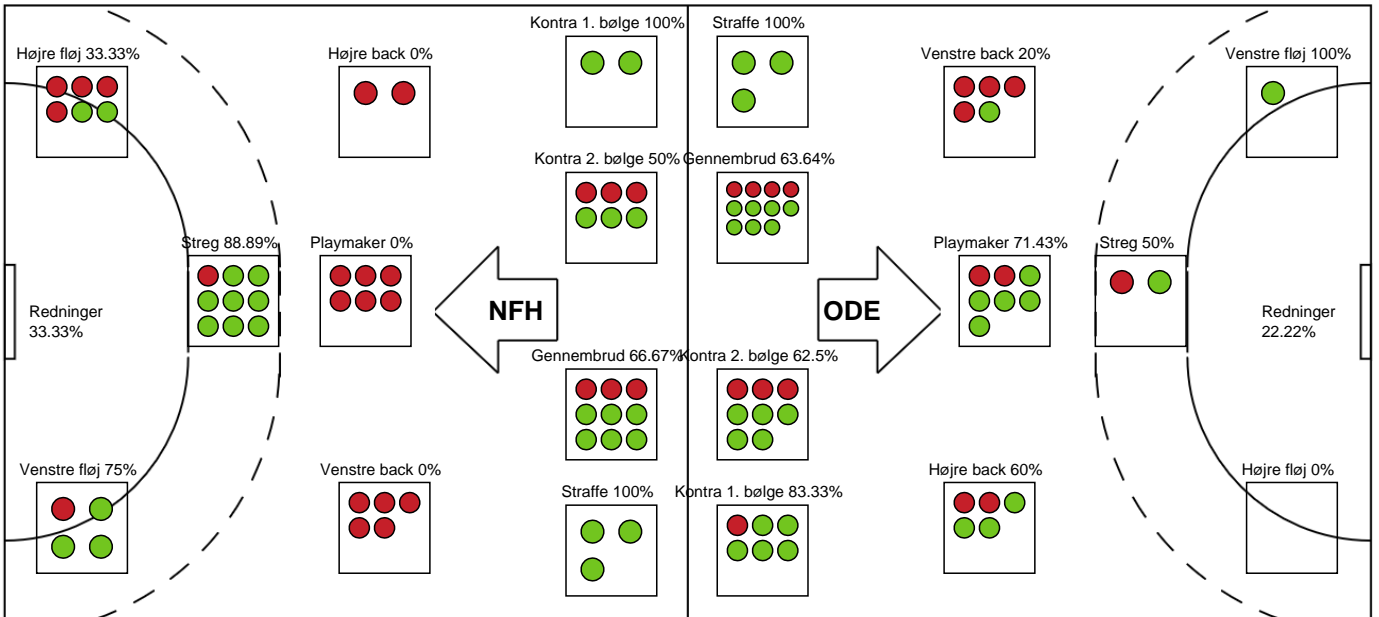 Kontra 1. bølge 100%
Straffe 100%
Højre fløj 33.33%
Højre back 0%
Venstre back 20%
Venstre fløj 100%
Kontra 2. bølge 50%
Gennembrud 63.64%
Streg 88.89%
Playmaker 0%
Playmaker 71.43%
Streg 50%
Redninger
33.33%
NFH
ODE
Redninger
22.22%
Gennembrud 66.67%
Kontra 2. bølge 62.5%
Venstre fløj 75%
Venstre back 0%
Straffe 100%
Kontra 1. bølge 83.33%
Højre back 60%
Højre fløj 0%